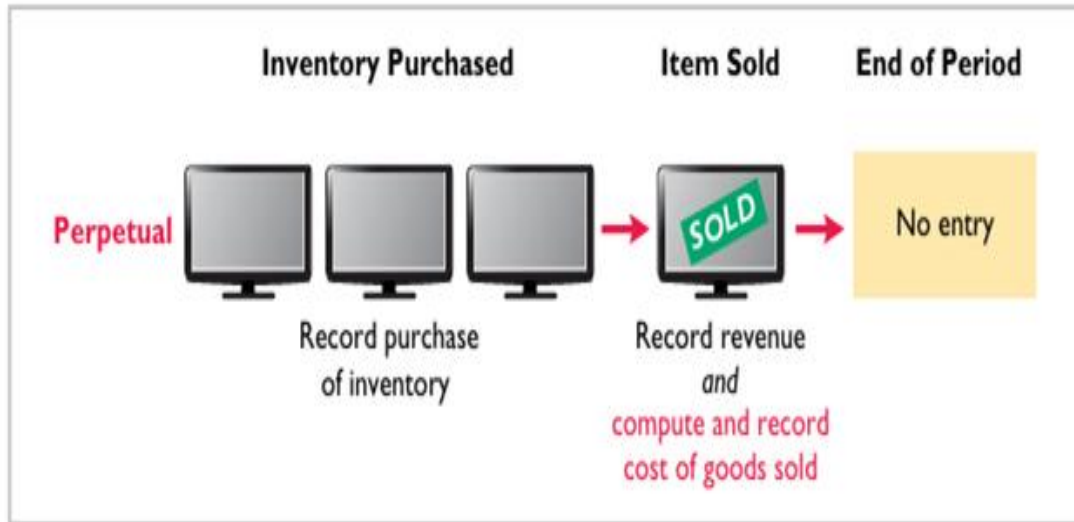 Inventory Purchased
Item Sold
End of Period
Perpetual
SOLD
No entry
Record purchase
of inventory
Record revenue
and
compute and record
cost of goods sold